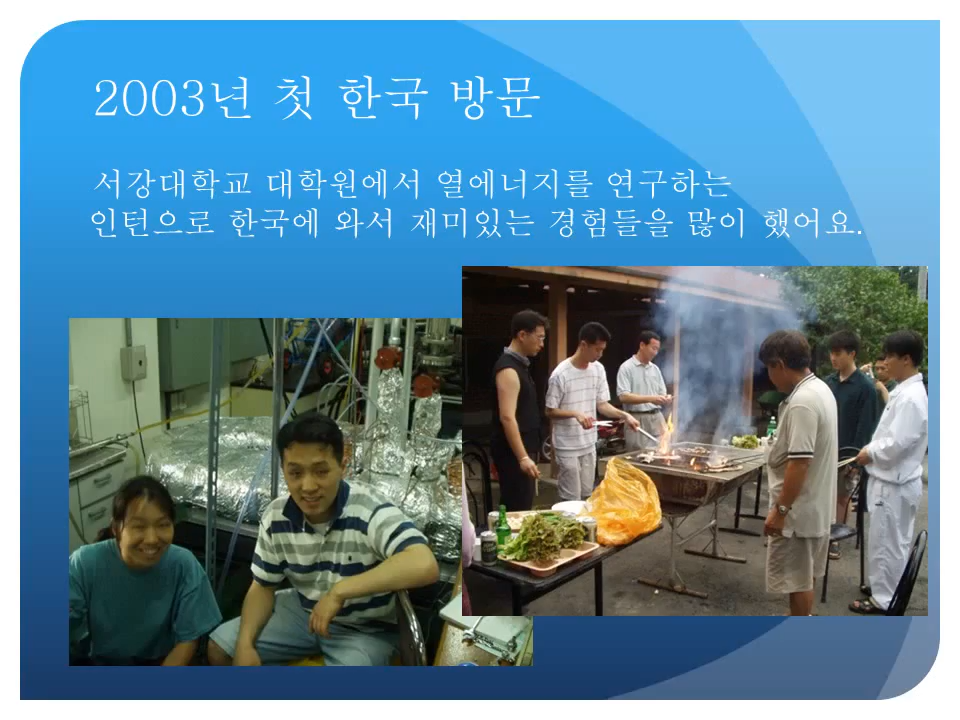 2003년 첫 한국 방문
서강대학교 대학원에서 열에너지를 연구하는
인턴으로 한국에 와서 재미있는 경험들을 많이 했어요.